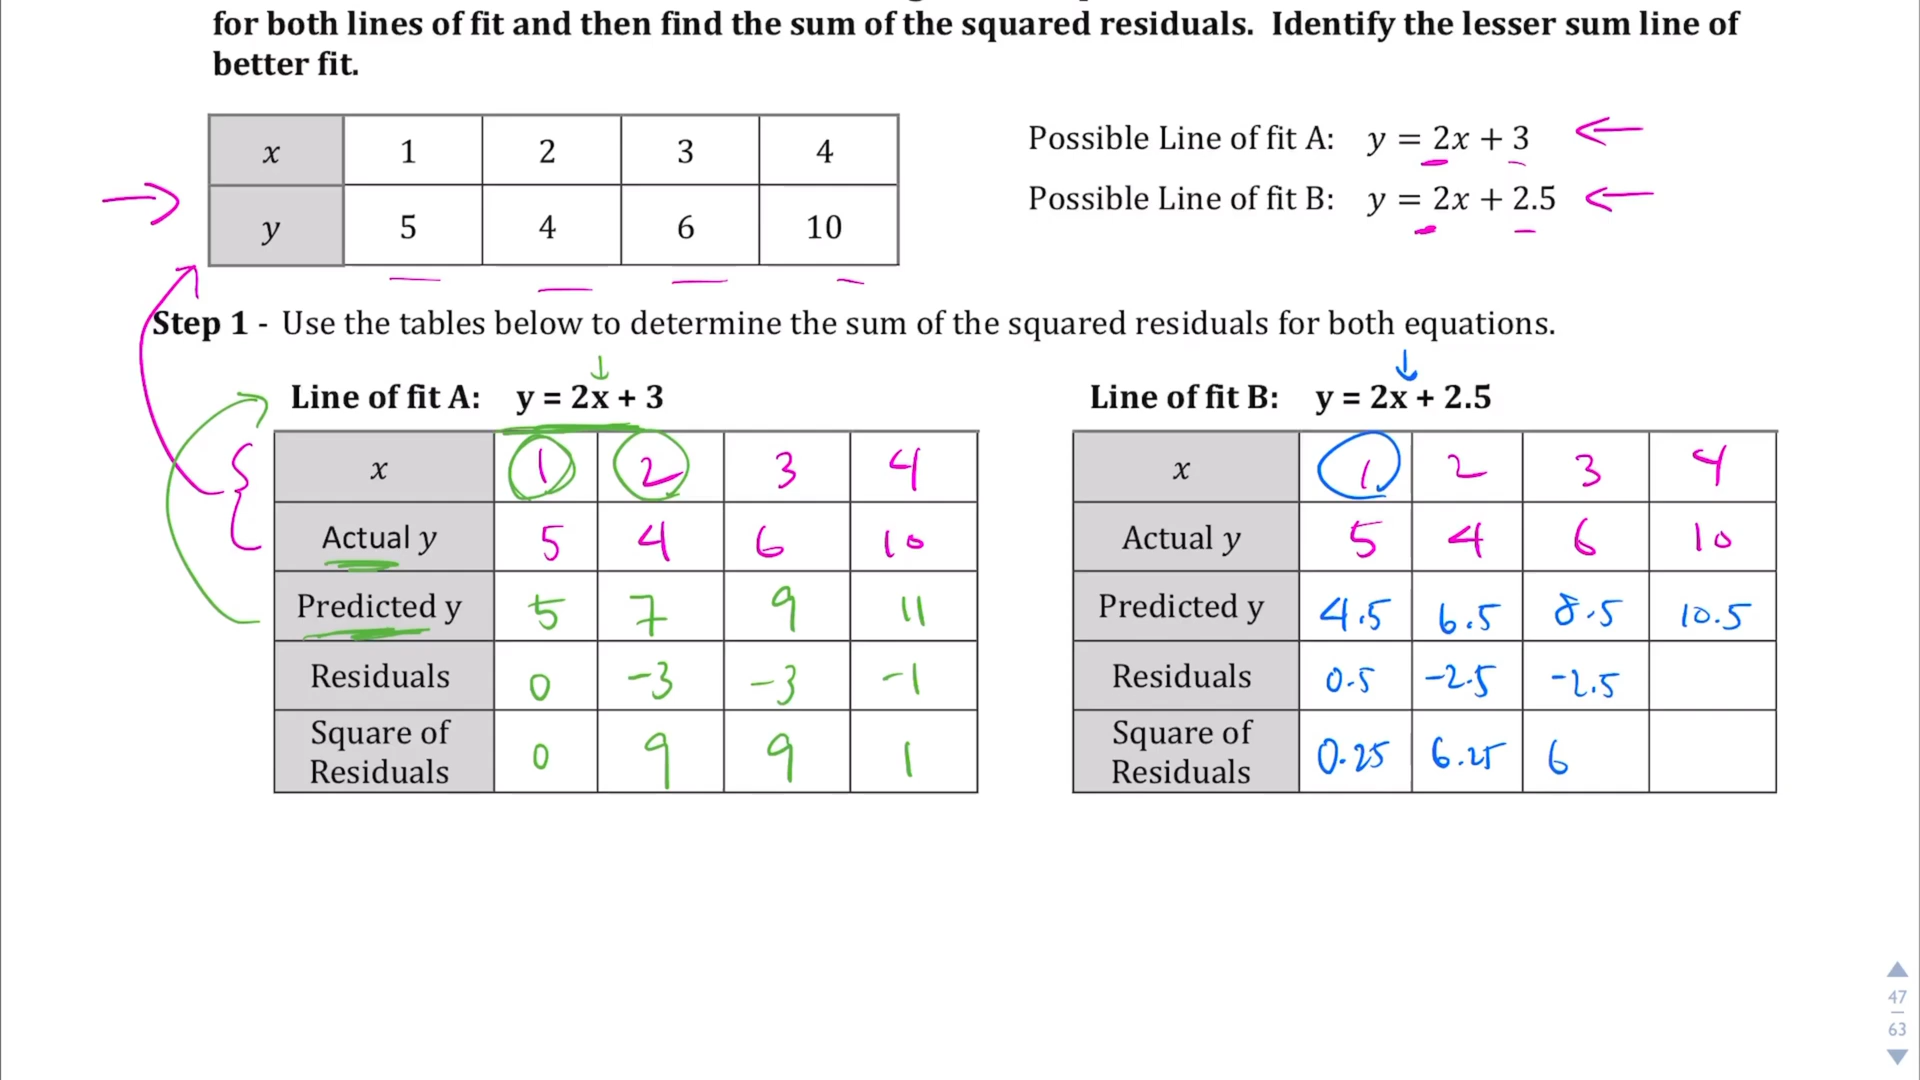 for both lines of fit and then find the sum of the squared residuals. Identify the lesser sum line of
better fit.
x 1 2 3 4
y 5 4 6 10
Possible Line of fit A: y = 2x + 3
Possible Line of fit B: y = 2x + 2.5
Step 1 - Use the tables below to determine the sum of the squared residuals for both equations.
Line of fit A: y = 2x + 3
x 1 2 3 4
Actual y 5 4 6 10
Predicted y 5 7 9 11
Residuals 0 -3 -3 -1
Square of
Residuals 0 9 9 1
Line of fit B: y = 2x + 2.5
x 1 2 3 4
Actual y 5 4 6 10
Predicted y 4.5 6.5 8.5 10.5
Residuals 0.5 -2.5 -2.5
Square of
Residuals 0.25 6.25 6
47
63